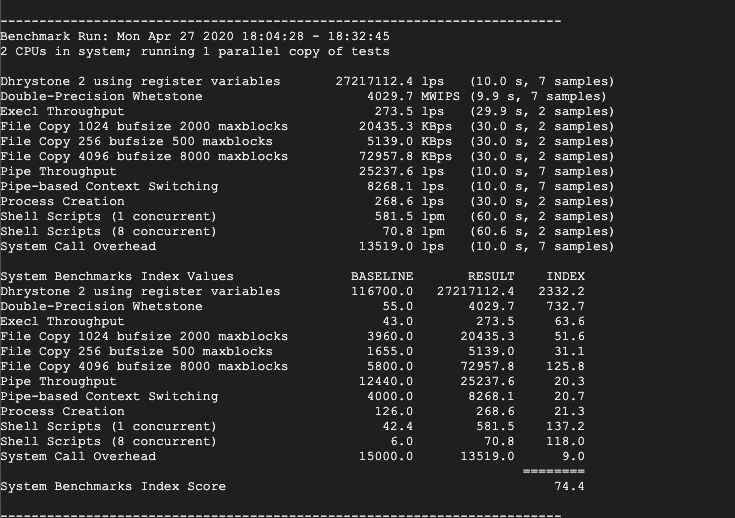 ------------------------------------------------------------------------
Benchmark Run: Mon Apr 27 2020 18:04:28 - 18:32:45
2 CPUs in system; running 1 parallel copy of tests

Dhrystone 2 using register variables       27217112.4 lps   (10.0 s, 7 samples)
Double-Precision Whetstone                     4029.7 MWIPS (9.9 s, 7 samples)
Execl Throughput                                273.5 lps   (29.9 s, 2 samples)
File Copy 1024 bufsize 2000 maxblocks         20435.3 KBps  (30.0 s, 2 samples)
File Copy 256 bufsize 500 maxblocks            5139.0 KBps  (30.0 s, 2 samples)
File Copy 4096 bufsize 8000 maxblocks         72957.8 KBps  (30.0 s, 2 samples)
Pipe Throughput                               25237.6 lps   (10.0 s, 7 samples)
Pipe-based Context Switching                   8268.1 lps   (10.0 s, 7 samples)
Process Creation                                268.6 lps   (30.0 s, 2 samples)
Shell Scripts (1 concurrent)                    581.5 lpm   (60.0 s, 2 samples)
Shell Scripts (8 concurrent)                     70.8 lpm   (60.6 s, 2 samples)
System Call Overhead                          13519.0 lps   (10.0 s, 7 samples)

System Benchmarks Index Values               BASELINE       RESULT    INDEX
Dhrystone 2 using register variables         116700.0   27217112.4   2332.2
Double-Precision Whetstone                       55.0       4029.7    732.7
Execl Throughput                                 43.0        273.5     63.6
File Copy 1024 bufsize 2000 maxblocks          3960.0      20435.3     51.6
File Copy 256 bufsize 500 maxblocks            1655.0       5139.0     31.1
File Copy 4096 bufsize 8000 maxblocks          5800.0      72957.8    125.8
Pipe Throughput                               12440.0      25237.6     20.3
Pipe-based Context Switching                   4000.0       8268.1     20.7
Process Creation                                126.0        268.6     21.3
Shell Scripts (1 concurrent)                     42.4        581.5    137.2
Shell Scripts (8 concurrent)                      6.0         70.8    118.0
System Call Overhead                          15000.0      13519.0      9.0
                                                                   ========
System Benchmarks Index Score                                          74.4

------------------------------------------------------------------------